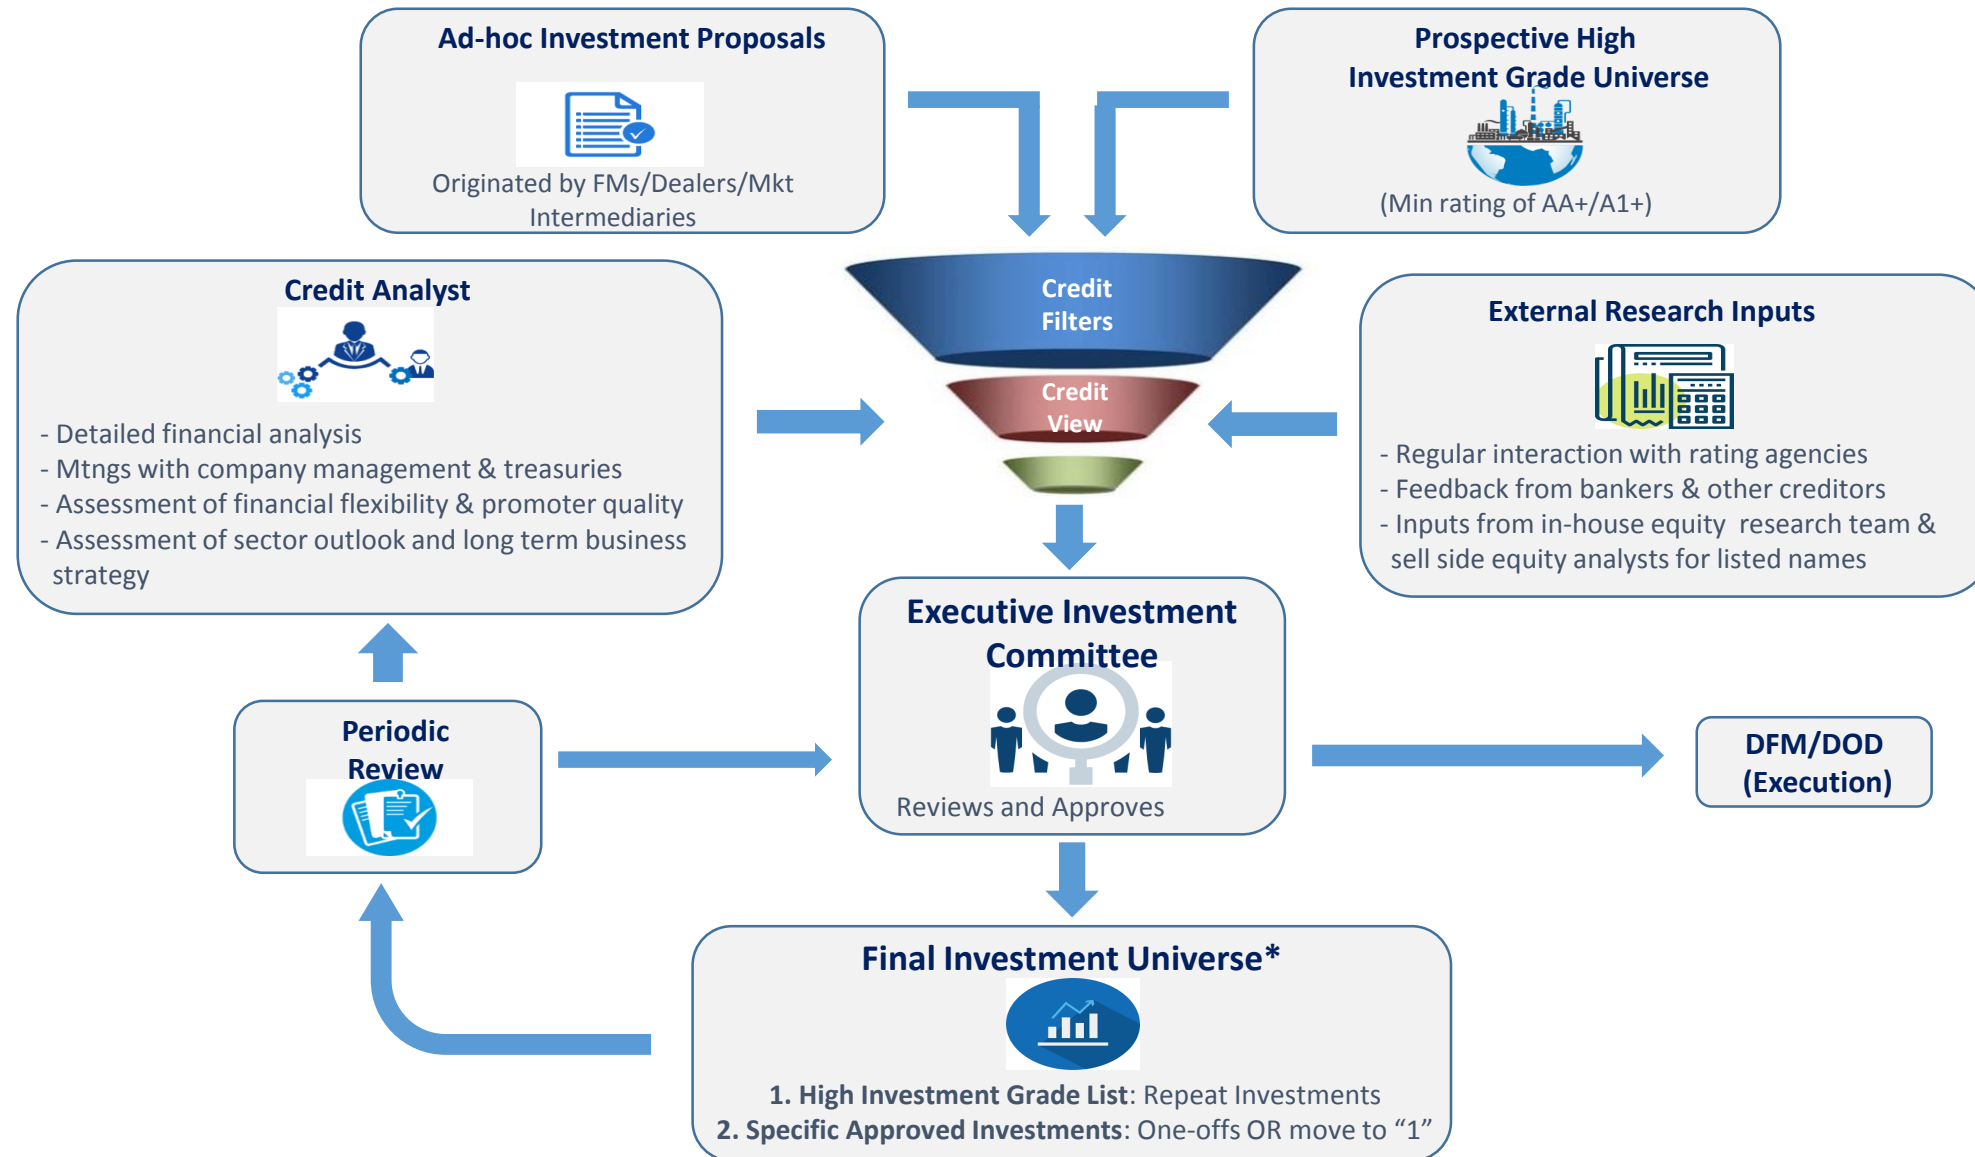 Ad-hoc Investment Proposals
Originated by FMs/Dealers/Mkt
Intermediaries
Prospective High
Investment Grade Universe
(Min rating of AA+/A1+)
Credit
Filters
Credit
View
Credit Analyst
- Detailed financial analysis
- Mtngs with company management & treasuries
- Assessment of financial flexibility & promoter quality
- Assessment of sector outlook and long term business
strategy
External Research Inputs
- Regular interaction with rating agencies
- Feedback from bankers & other creditors
- Inputs from in-house equity research team &
sell side equity analysts for listed names
Executive Investment
Committee
Reviews and Approves
Periodic
Review
DFM/DOD
(Execution)
Final Investment Universe*
1. High Investment Grade List: Repeat Investments
2. Specific Approved Investments: One-offs OR move to “1”